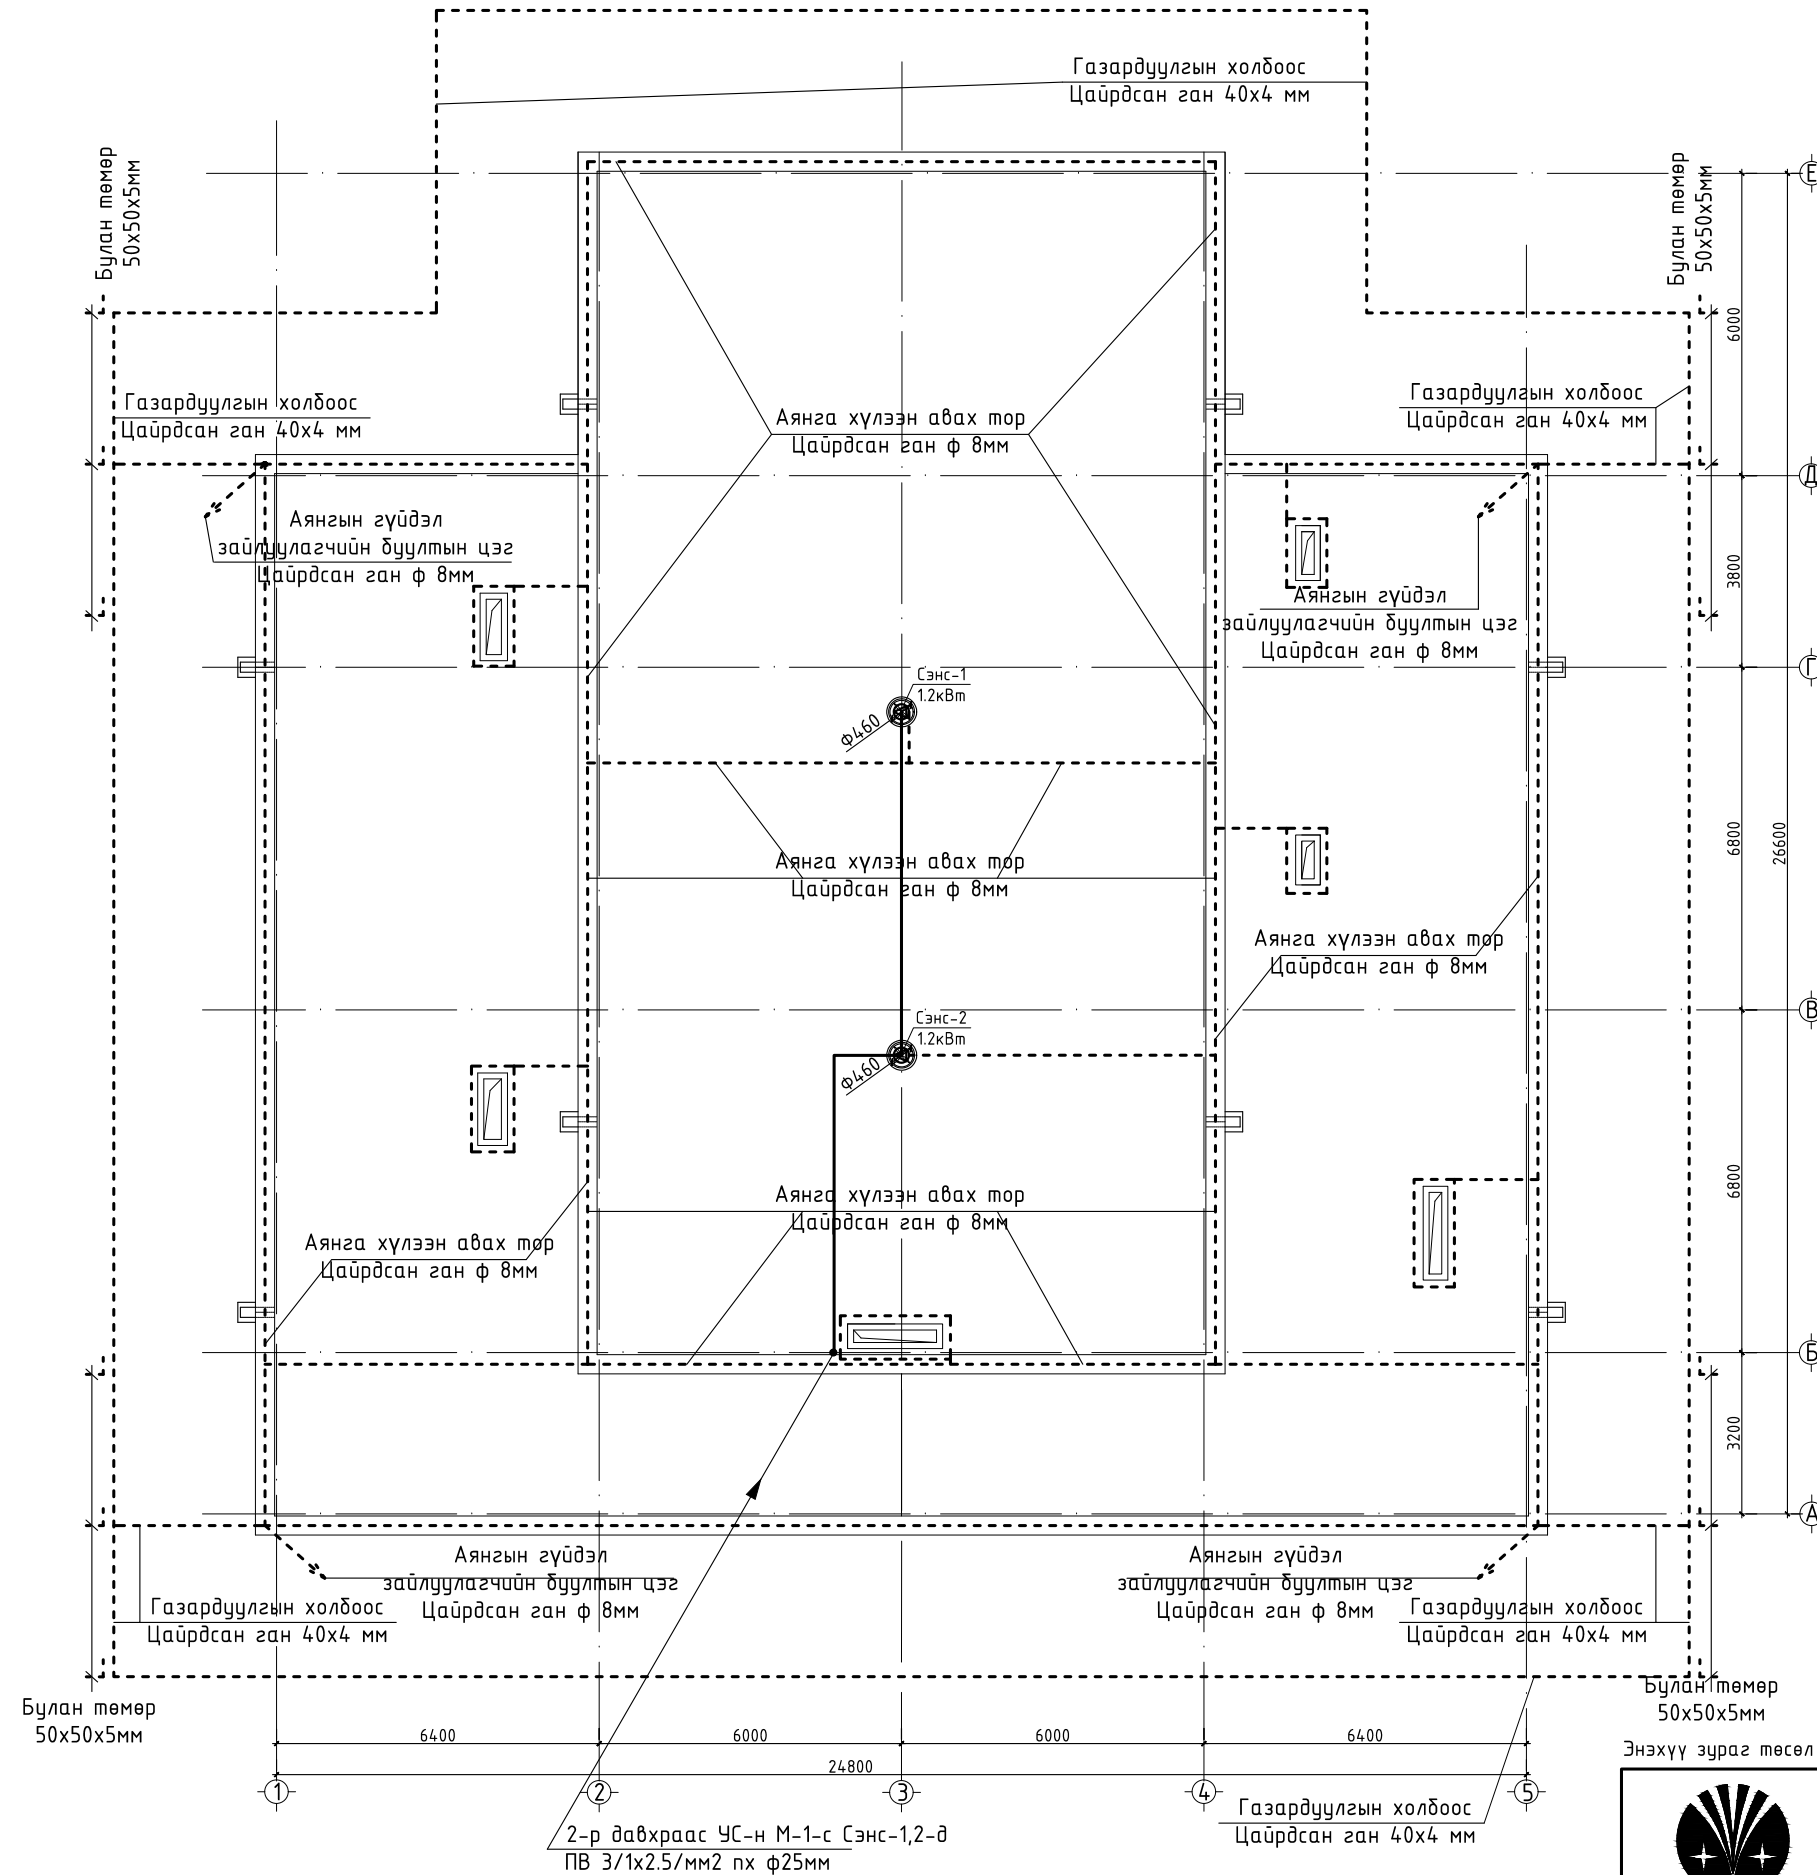 Газардуулгын холбоос
Цайрдсан ган 40х4 мм
Булан төмөр
50х50х5мм
Булан төмөр
50х50х5мм
Е
6000
Газардуулгын холбоос
Цайрдсан ган 40х4 мм
Аянга хүлээн авах тор
Цайрдсан ган ф 8мм
Газардуулгын холбоос
Цайрдсан ган 40х4 мм
Д
Аянгын гүйдэл
зайлуулагчийн буултын цэг
Цайрдсан ган ф 8мм
3800
Аянгын гүйдэл
зайлуулагчийн буултын цэг
Цайрдсан ган ф 8мм
Г
Сэнс-1
1.2кВт
Ф460
6800
26600
Аянга хүлээн авах тор
Цайрдсан ган ф 8мм
Аянга хүлээн авах тор
Цайрдсан ган ф 8мм
В
Сэнс-2
1.2кВт
Ф460
6800
Аянга хүлээн авах тор
Цайрдсан ган ф 8мм
Аянга хүлээн авах тор
Цайрдсан ган ф 8мм
Б
3200
А
Аянгын гүйдэл
зайлуулагчийн буултын цэг
Цайрдсан ган ф 8мм
Аянгын гүйдэл
зайлуулагчийн буултын цэг
Цайрдсан ган ф 8мм
Газардуулгын холбоос
Цайрдсан ган 40х4 мм
Газардуулгын холбоос
Цайрдсан ган 40х4 мм
Булан төмөр
50х50х5мм
Булан төмөр
50х50х5мм
6400
6000
6000
6400
24800
Энэхүү зураг төсөл
1
2
3
4
5
Газардуулгын холбоос
Цайрдсан ган 40х4 мм
2-р давхраас УС-н М-1-с Сэнс-1,2-д
ПВ 3/1х2.5/мм2 пх ф25мм